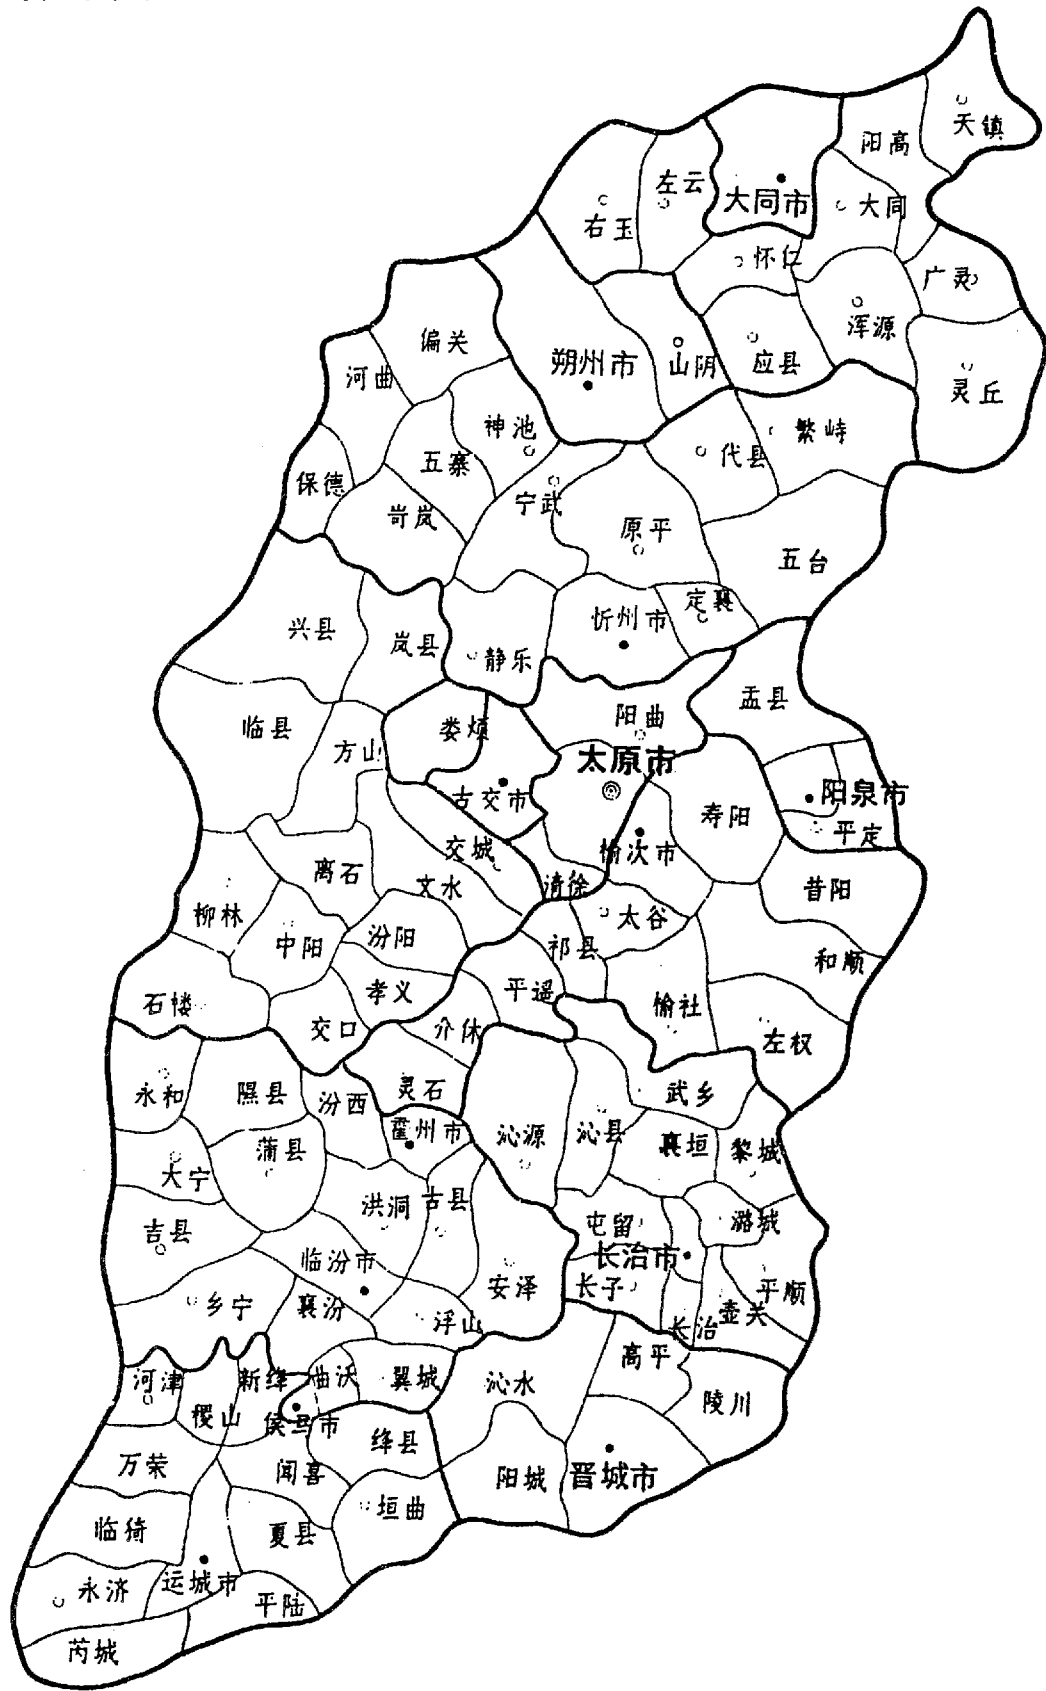 天镇
阳高
左云
大同市
大同
右玉
怀仁
广灵
浑源
偏关
朔州市
山阴
应县
河曲
灵丘
神池
代县
繁峙
五寨
保德
宁武
岢岚
原平
五台
定襄
忻州市
兴县
岚县
静乐
盂县
阳曲
娄烦
临县
方山
太原市
古交市
阳泉市
寿阳
平定
交城
榆次市
离石
文水
清徐
昔阳
柳林
太谷
中阳
汾阳
祁县
和顺
孝义
平遥
石楼
榆社
交口
介休
左权
灵石
武乡
永和
隰县
汾西
霍州市
沁源
沁县
襄垣
黎城
蒲县
大宁
洪洞
古县
屯留
潞城
吉县
长治市
临汾市
安泽
长子
平顺
乡宁
襄汾
浮山
壶关
长治
高平
河津
新绛
曲沃
翼城
沁水
陵川
稷山
侯马市
绛县
万荣
闻喜
阳城
晋城市
垣曲
临猗
夏县
永济
运城市
平陆
芮城